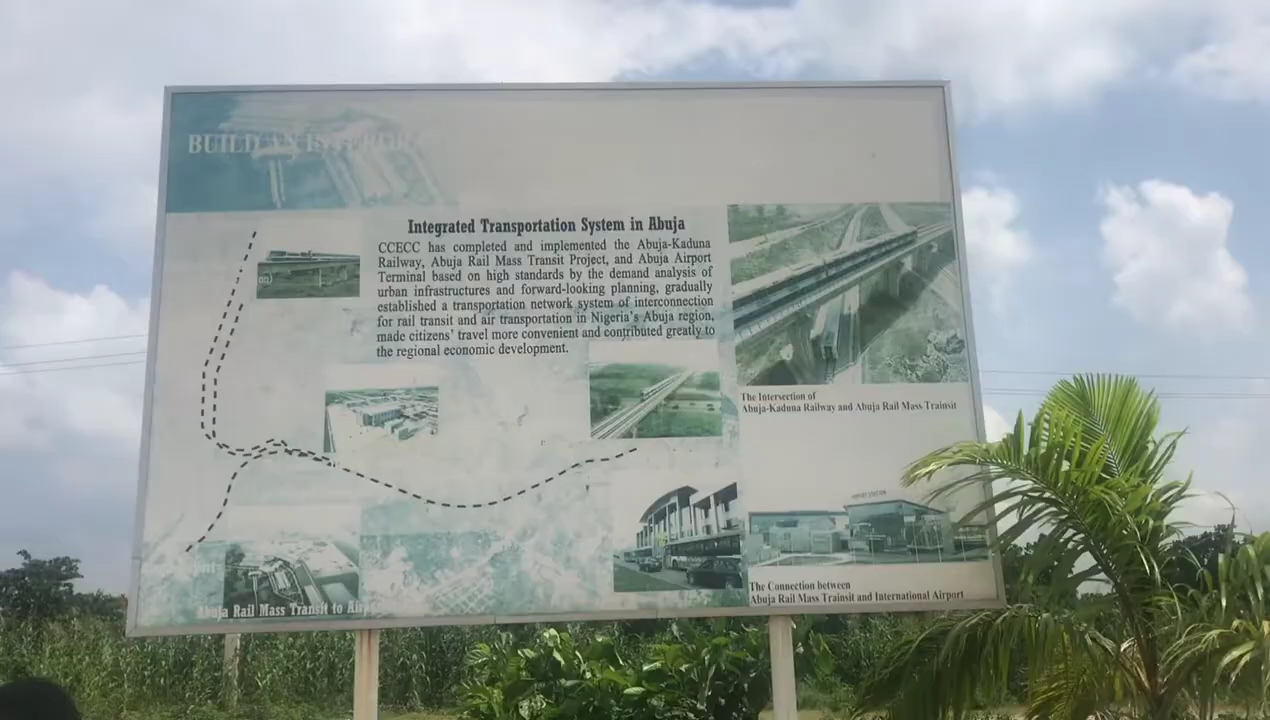 BUILD AN
Integrated Transportation System in Abuja
CCECC has completed and implemented the Abuja-Kaduna
Railway, Abuja Rail Mass Transit Project, and Abuja Airport
Terminal based on high standards by the demand analysis of
urban infrastructures and forward-looking planning, gradually
established a transportation network system of interconnection
for rail transit and air transportation in Nigeria's Abuja region,
made citizens' travel more convenient and contributed greatly to
the regional economic development.
The Intersection of
Abuja-Kaduna Railway and Abuja Rail Mass Trainsit
AIRPORT STATION
The Connection between
Abuja Rail Mass Trainsit and International Airport
Abuja Rail Mass Transit to